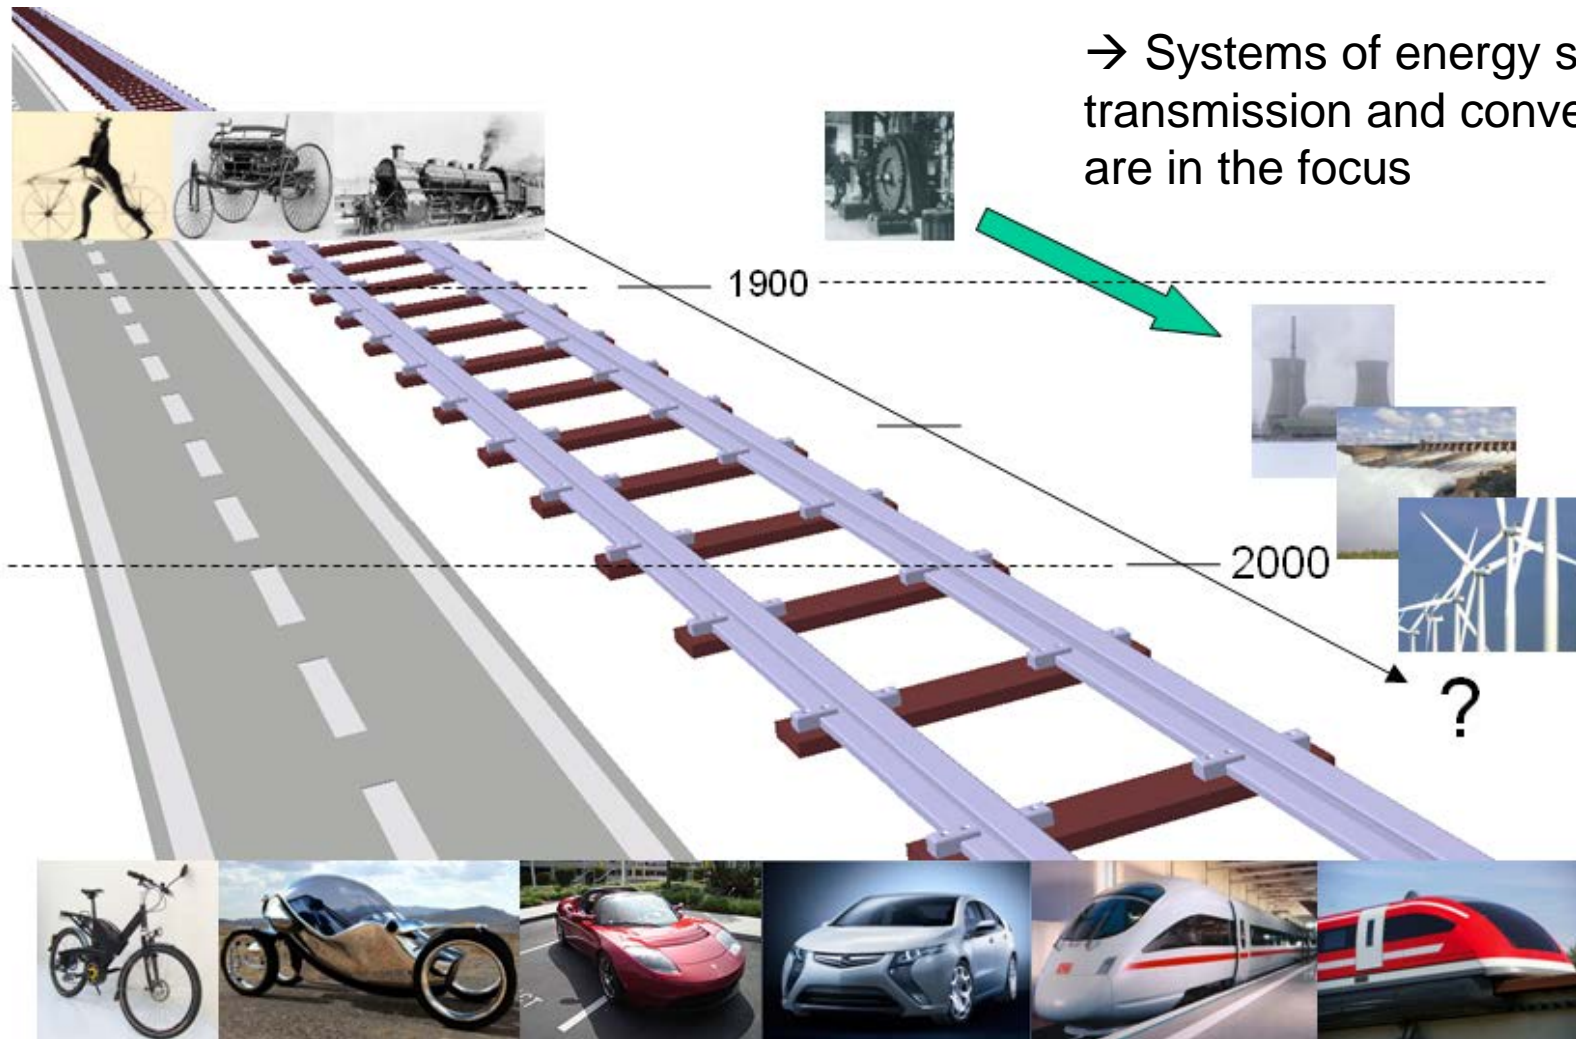 → Systems of energy s
transmission and conve
are in the focus
1900
2000
?